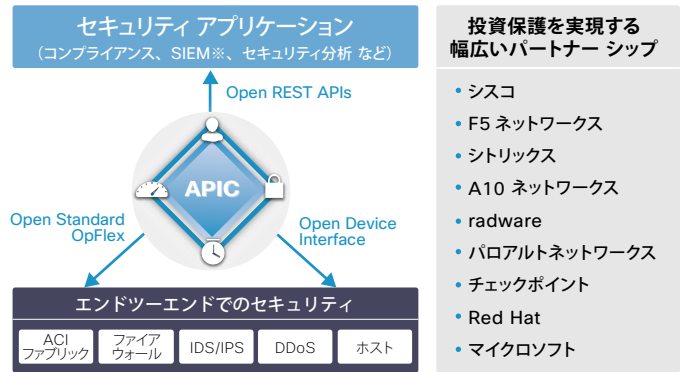 セキュリティ アプリケーション
（コンプライアンス、SIEM※、セキュリティ分析 など）
Open REST APIs
APIC
Open Standard
OpFlex
Open Device
Interface
エンドツーエンドでのセキュリティ
ACI
ファブリック
ファイア
ウォール
IDS/IPS
DDoS
ホスト
投資保護を実現する
幅広いパートナー シップ
• シスコ
• F5 ネットワークス
• シトリックス
• A10 ネットワークス
• radware
• パロアルトネットワークス
• チェックポイント
• Red Hat
• マイクロソフト